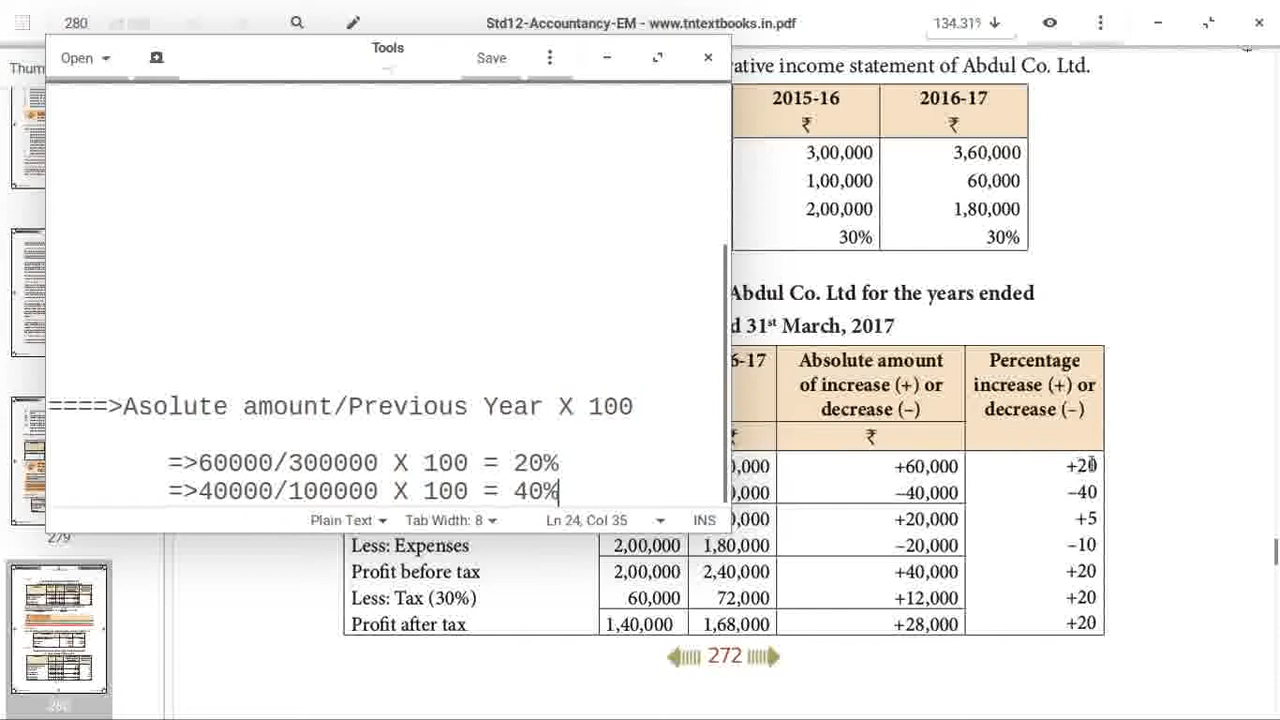 280
Std12-Accountancy-EM - www.tntextbooks.in.pdf
134.31%
Thum
Open
Tools
Save
ative income statement of Abdul Co. Ltd.
2015-16 2016-17
₹ ₹
3,00,000 3,60,000
1,00,000 60,000
2,00,000 1,80,000
30% 30%
Abdul Co. Ltd for the years ended
d 31st March, 2017
6-17 Absolute amount of increase (+) or decrease (–) Percentage increase (+) or decrease (–)
₹ ₹
====>Asolute amount/Previous Year X 100
=>60000/300000 X 100 = 20%
=>40000/100000 X 100 = 40%
Plain Text Tab Width: 8 Ln 24, Col 35 INS
0,000 +60,000 +20
0,000 –40,000 –40
0,000 +20,000 +5
Less: Expenses 2,00,000 1,80,000 –20,000 –10
Profit before tax 2,00,000 2,40,000 +40,000 +20
Less: Tax (30%) 60,000 72,000 +12,000 +20
Profit after tax 1,40,000 1,68,000 +28,000 +20
272
279